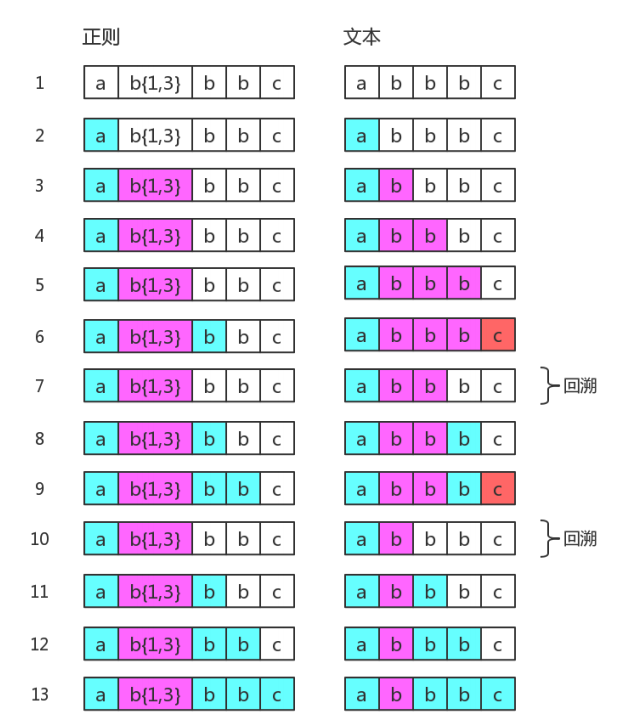 正则 文本
1 a b{1,3} b b c a b b b c
2 a b{1,3} b b c a b b b c
3 a b{1,3} b b c a b b b c
4 a b{1,3} b b c a b b b c
5 a b{1,3} b b c a b b b c
6 a b{1,3} b b c a b b b c
7 a b{1,3} b b c a b b b c 回溯
8 a b{1,3} b b c a b b b c
9 a b{1,3} b b c a b b b c
10 a b{1,3} b b c a b b b c 回溯
11 a b{1,3} b b c a b b b c
12 a b{1,3} b b c a b b b c
13 a b{1,3} b b c a b b b c